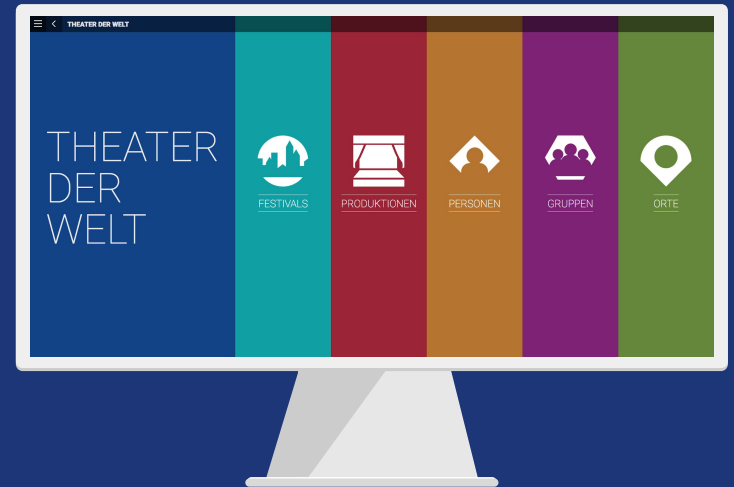 THEATER DER WELT
THEATER
DER
WELT
FESTIVALS
PRODUKTIONEN
PERSONEN
GRUPPEN
ORTE